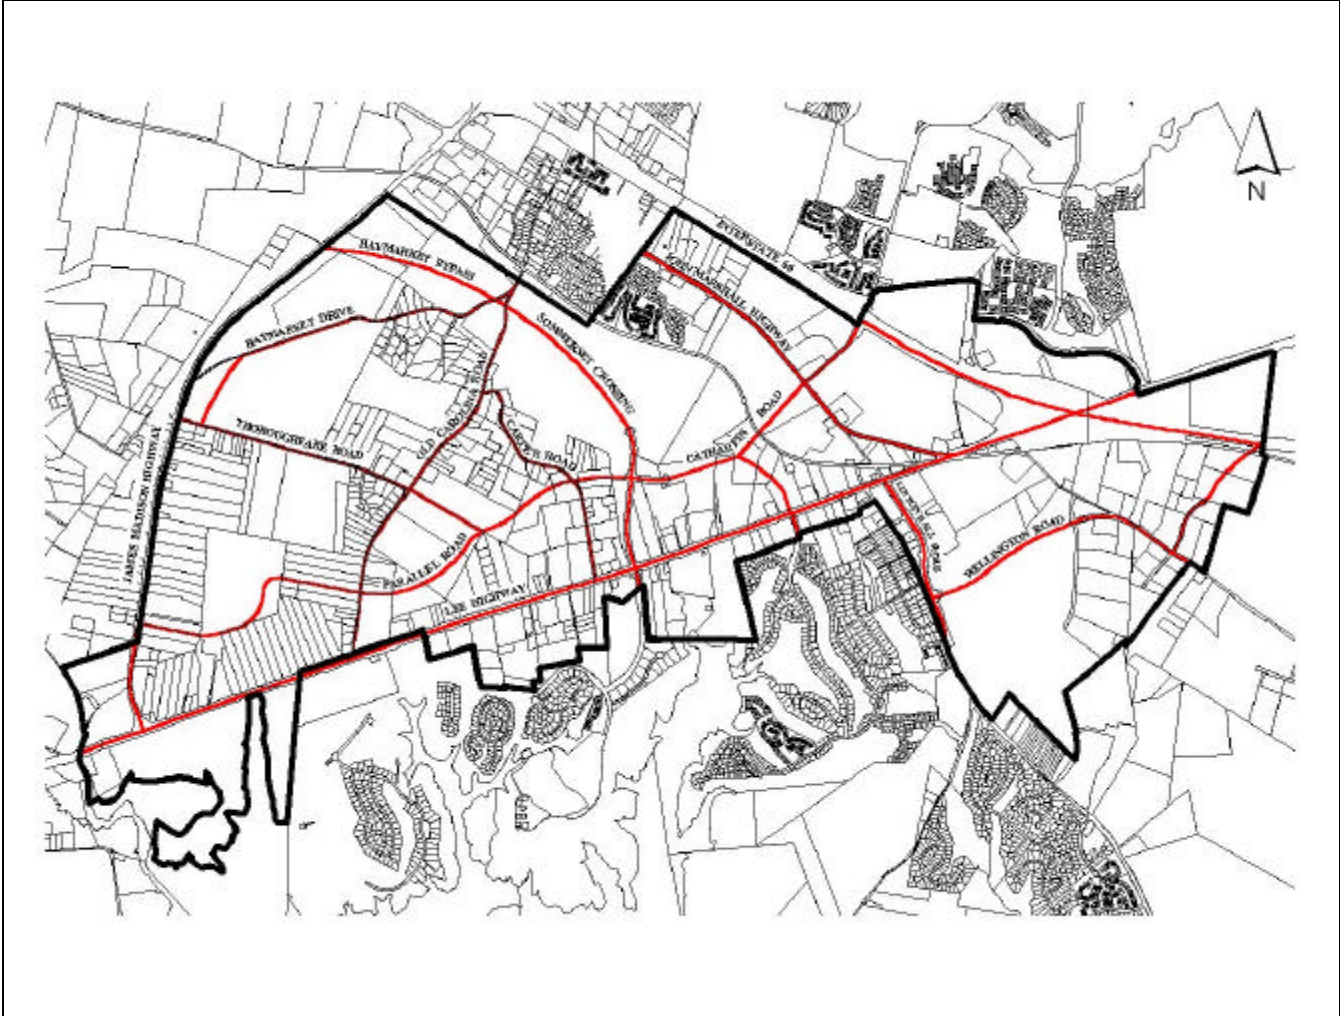 N
INTERSTATE 66
HAYMARKET BYPASS
JOHN MARSHALL HIGHWAY
HAYMARKET DRIVE
SOMMERSET CROSSING
OLD CAROLINA ROAD
CATHARPIN ROAD
THOROUGHFARE ROAD
CARVER ROAD
JAMES MADISON HIGHWAY
WELLINGTON ROAD
PARALLEL ROAD
LEE HIGHWAY